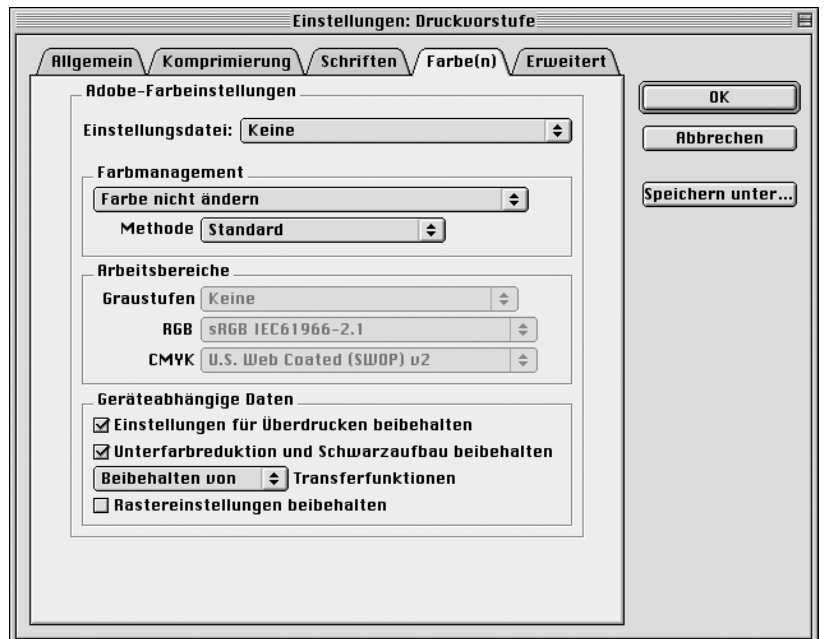 Einstellungen: Druckvorstufe
Allgemein Komprimierung Schriften Farbe(n) Erweitert
Adobe-Farbeinstellungen
Einstellungsdatei: Keine
Farbmanagement
Farbe nicht ändern
Methode Standard
Arbeitsbereiche
Graustufen Keine
RGB sRGB IEC61966-2.1
CMYK U.S. Web Coated (SWOP) v2
Geräteabhängige Daten
Einstellungen für Überdrucken beibehalten
Unterfarbreduktion und Schwarzaufbau beibehalten
Beibehalten von Transferfunktionen
Rastereinstellungen beibehalten
OK
Abbrechen
Speichern unter...